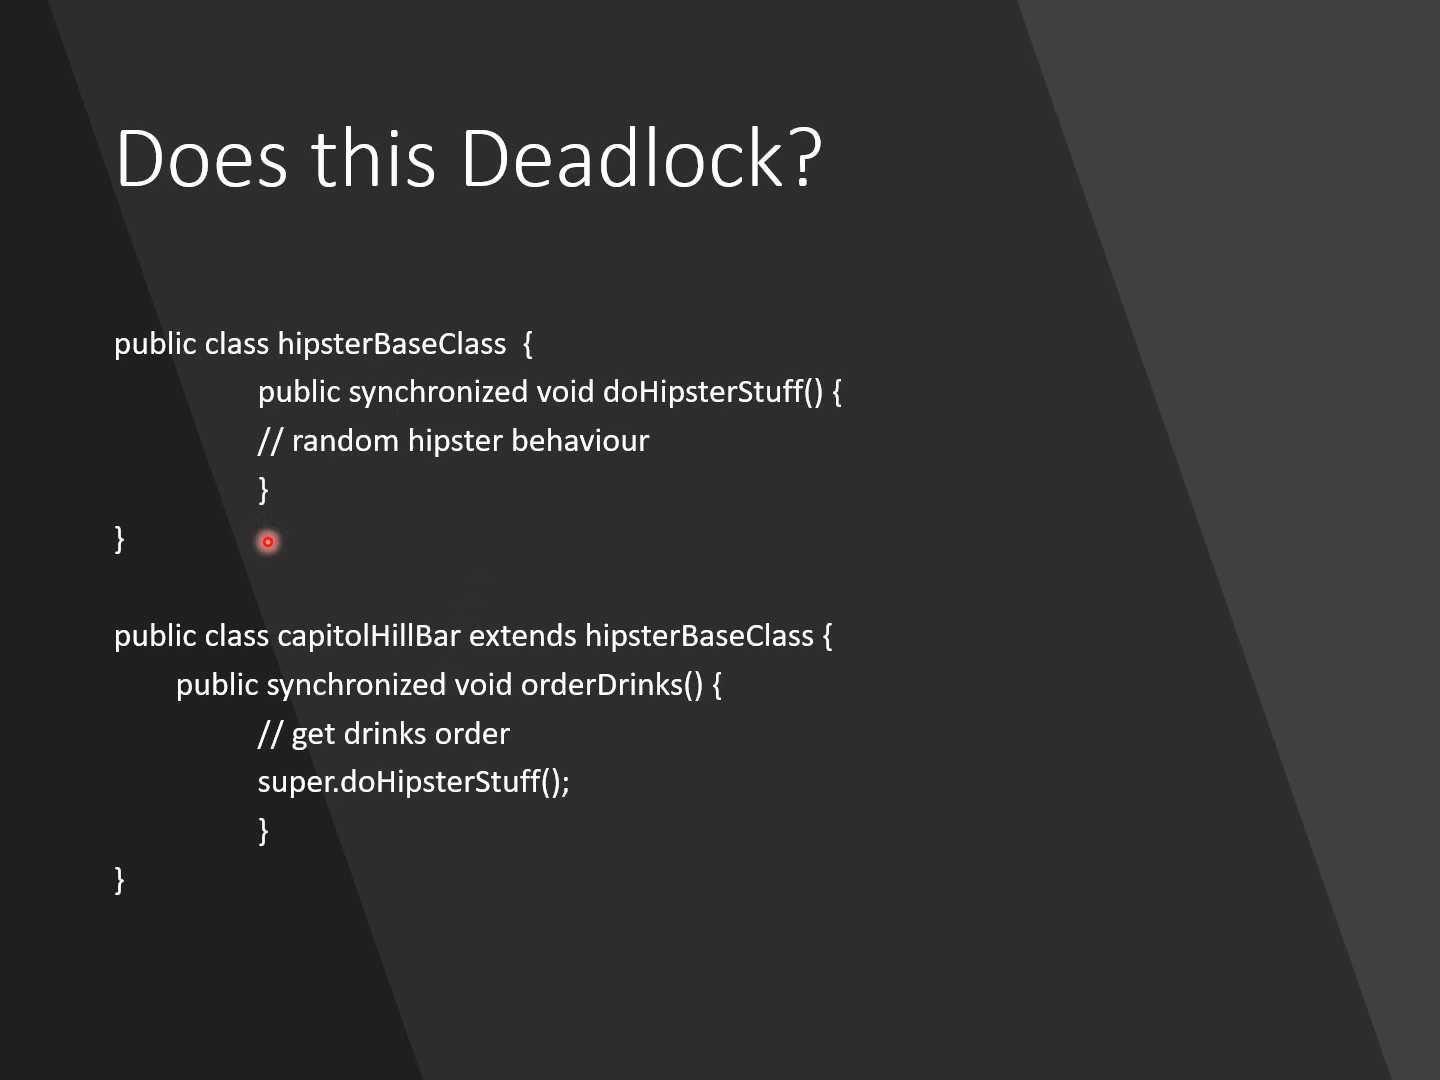 Does this Deadlock?
public class hipsterBaseClass {
public synchronized void doHipsterStuff() {
// random hipster behaviour
}
}
public class capitolHillBar extends hipsterBaseClass {
public synchronized void orderDrinks() {
// get drinks order
super.doHipsterStuff();
}
}